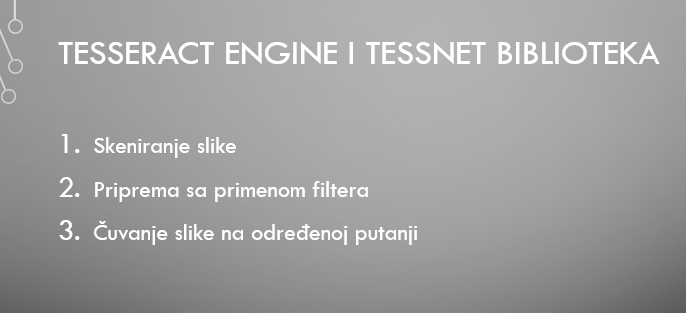 TESSERACT ENGINE I TESSNET BIBLIOTEKA
1. Skeniranje slike
2. Priprema sa primenom filtera
3. Čuvanje slike na određenoj putanji